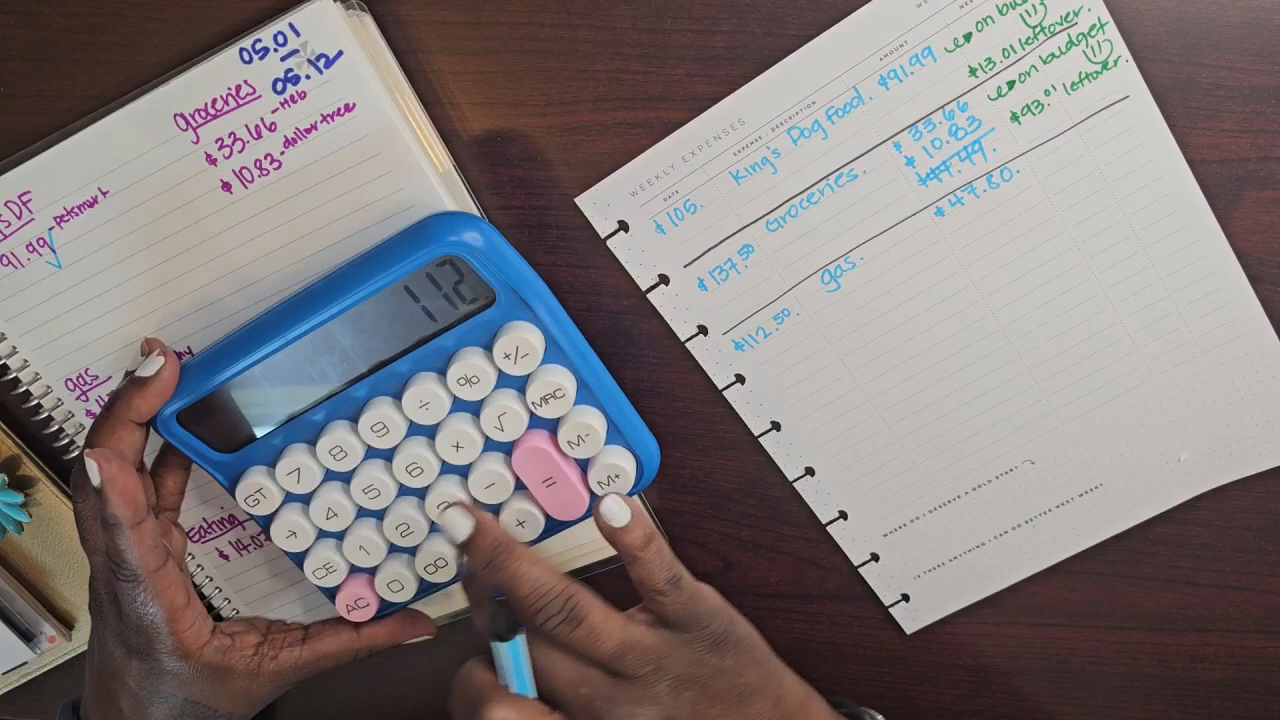 05.01
-
05.12
groceries
$33.66 - Heb
$10.83 - dollar tree
91.99 - petsmart
gas
Eating
112
GT 7 8 9 ÷ % +/-
→ 4 5 6 × √ MRC
CE 1 2 - = M-
AC 0 00 + M+
WEEKLY EXPENSES
DATE
EXPENSE / DESCRIPTION
AMOUNT
$105.
King's Dog Food.
$91.99
on
$13.01 leftover.
$137.50
Groceries.
$33.66
$10.83
$44.49.
on budget
$93.01 leftover.
$112.50.
gas.
$47.80.
WHERE DO I DESERVE A GOLD STAR?
IS THERE ANYTHING I CAN DO BETTER NEXT WEEK?